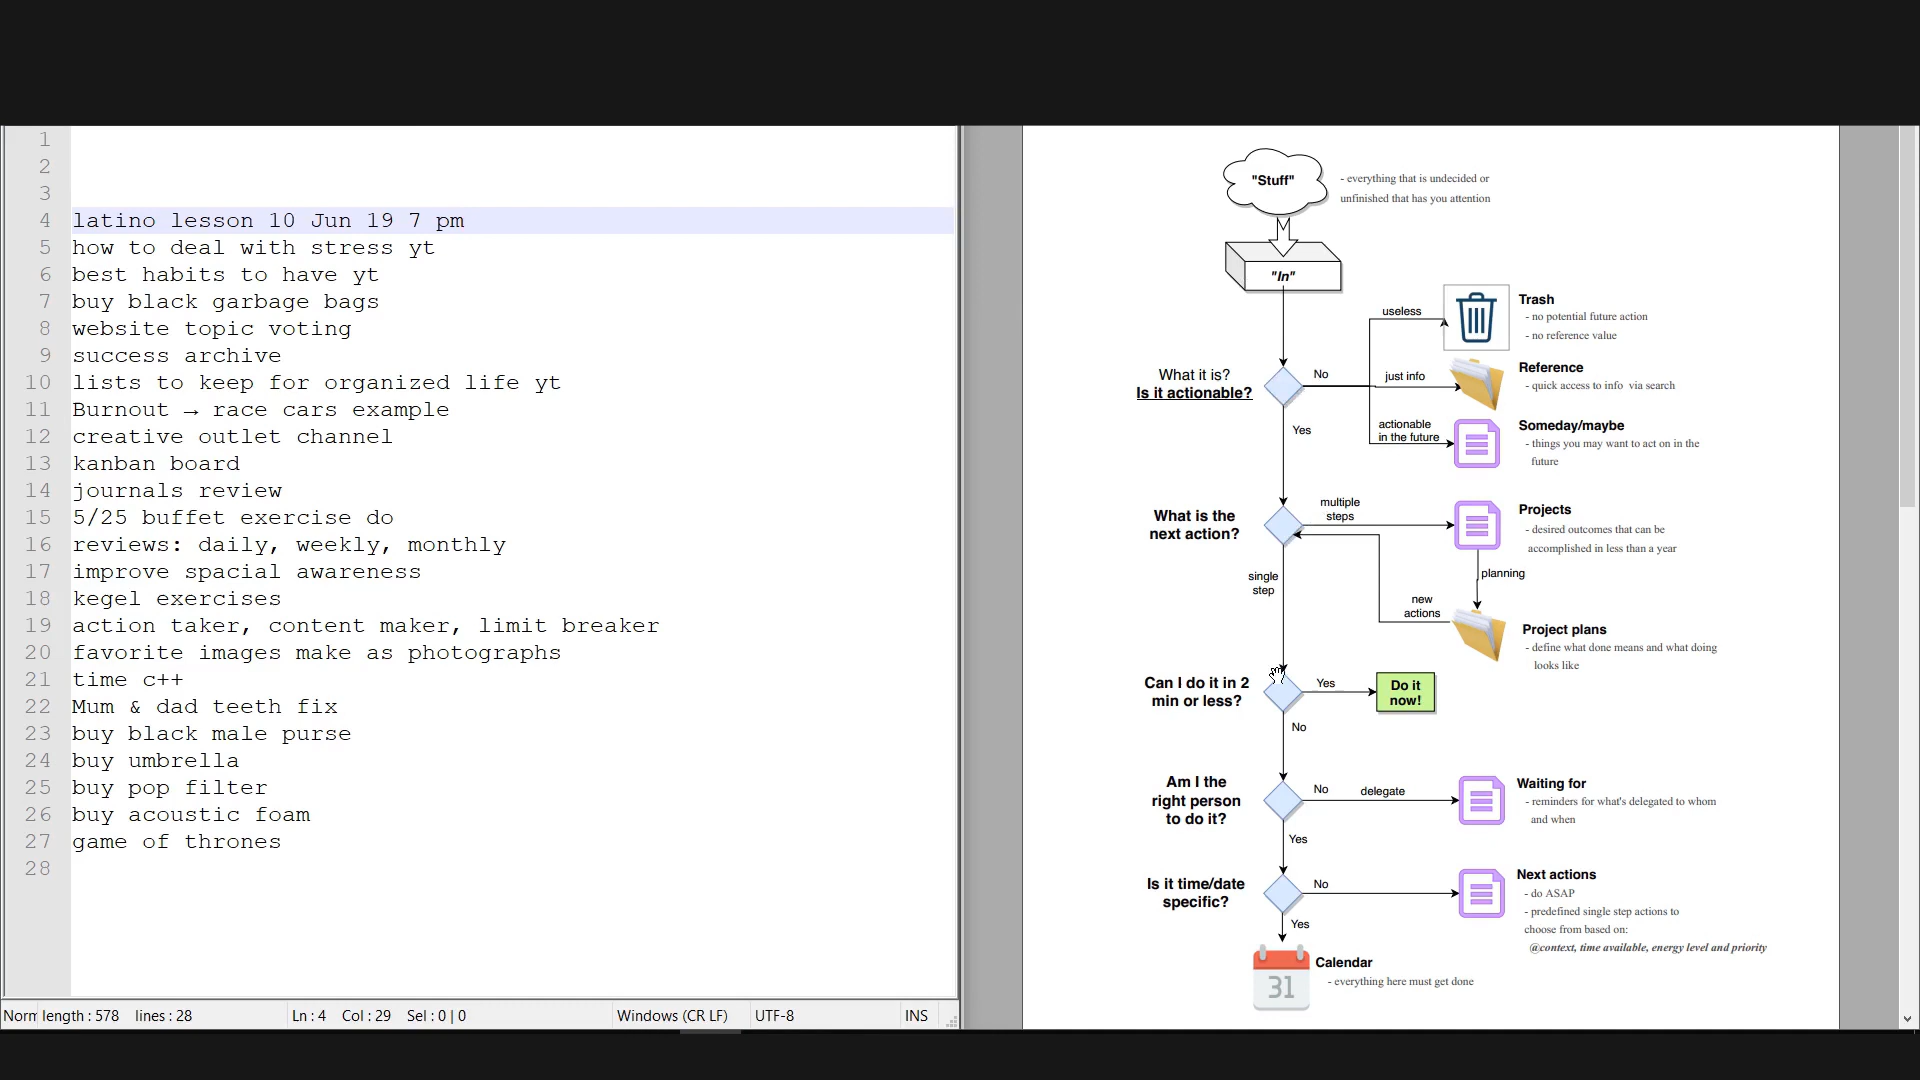 1
2
3
4 latino lesson 10 Jun 19 7 pm
5 how to deal with stress yt
6 best habits to have yt
7 buy black garbage bags
8 website topic voting
9 success archive
10 lists to keep for organized life yt
11 Burnout → race cars example
12 creative outlet channel
13 kanban board
14 journals review
15 5/25 buffet exercise do
16 reviews: daily, weekly, monthly
17 improve spacial awareness
18 kegel exercises
19 action taker, content maker, limit breaker
20 favorite images make as photographs
21 time c++
22 Mum & dad teeth fix
23 buy black male purse
24 buy umbrella
25 buy pop filter
26 buy acoustic foam
27 game of thrones
28
Norm length : 578 lines : 28 Ln : 4 Col : 29 Sel : 0 | 0 Windows (CR LF) UTF-8 INS
"Stuff"
- everything that is undecided or
unfinished that has you attention
"In"
useless
Trash
- no potential future action
- no reference value
What it is?
Is it actionable?
No
just info
Reference
- quick access to info via search
actionable
in the future
Someday/maybe
- things you may want to act on in the
future
Yes
What is the
next action?
multiple
steps
Projects
- desired outcomes that can be
accomplished in less than a year
planning
single
step
new
actions
Project plans
- define what done means and what doing
looks like
Can I do it in 2
min or less?
Yes
Do it
now!
No
Am I the
right person
to do it?
No
delegate
Waiting for
- reminders for what's delegated to whom
and when
Yes
Is it time/date
specific?
No
Next actions
- do ASAP
- predefined single step actions to
choose from based on:
@context, time available, energy level and priority
Yes
31
Calendar
- everything here must get done